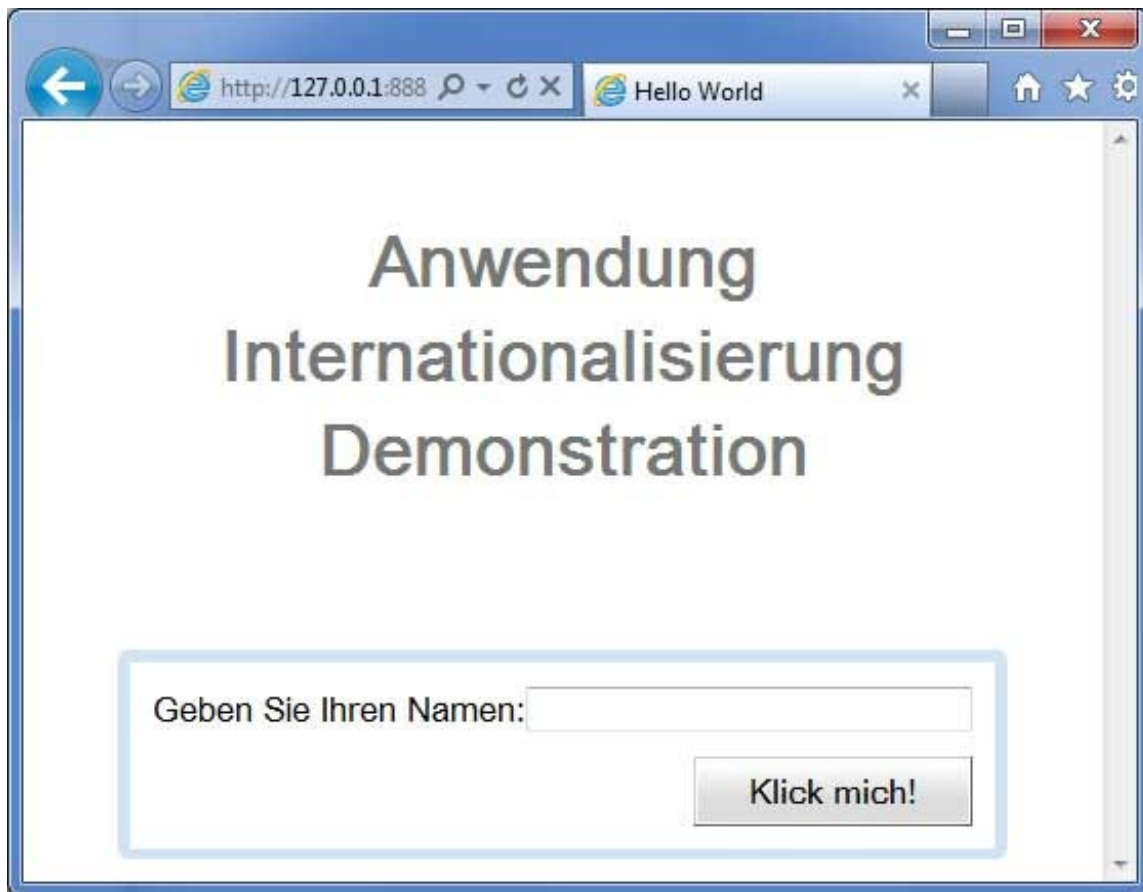 http://127.0.0.1:888
Hello World
Anwendung
Internationalisierung
Demonstration
Geben Sie Ihren Namen:
Klick mich!